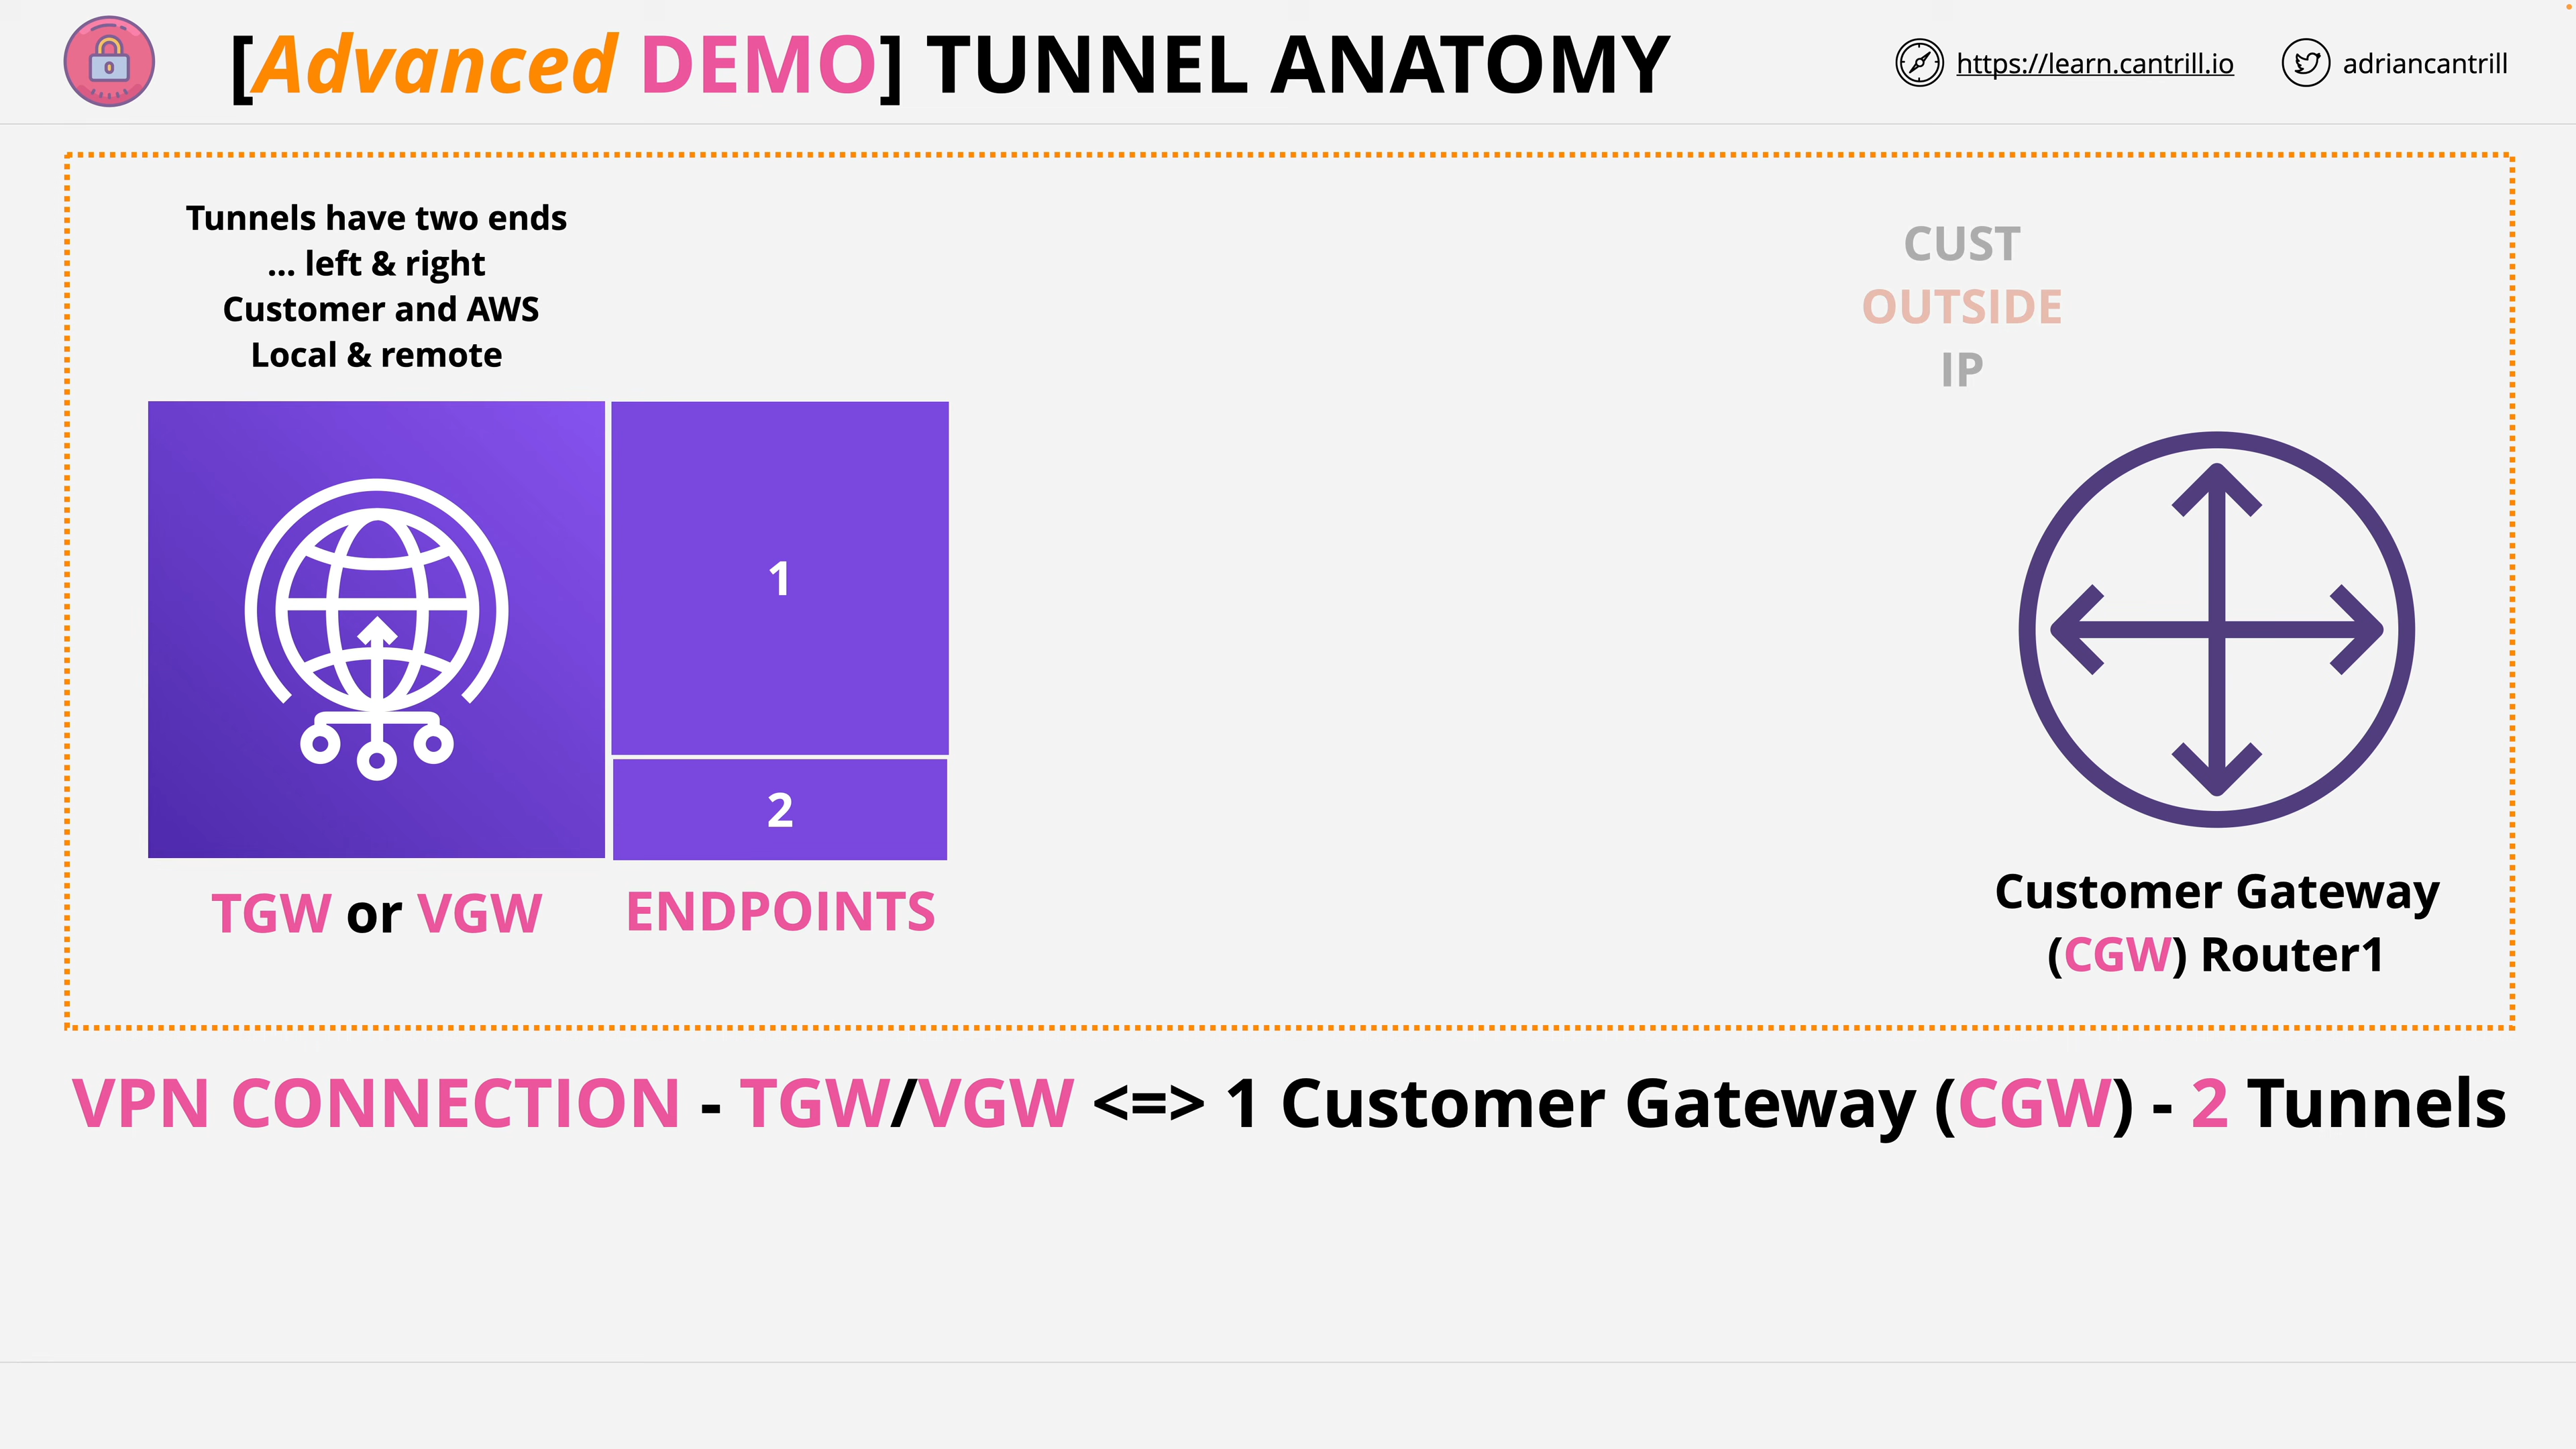 [Advanced DEMO] TUNNEL ANATOMY
https://learn.cantrill.io
adriancantrill
Tunnels have two ends
... left & right
Customer and AWS
Local & remote
CUST
OUTSIDE
IP
1
2
TGW or VGW
ENDPOINTS
Customer Gateway
(CGW) Router1
VPN CONNECTION - TGW/VGW <=> 1 Customer Gateway (CGW) - 2 Tunnels